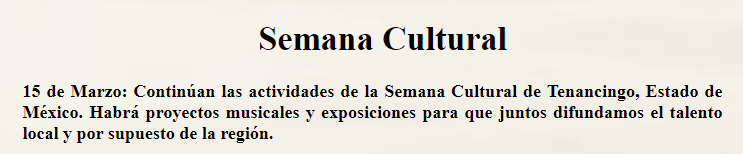 Semana Cultural
15 de Marzo: Continúan las actividades de la Semana Cultural de Tenancingo, Estado de
México. Habrá proyectos musicales y exposiciones para que juntos difundamos el talento
local y por supuesto de la región.